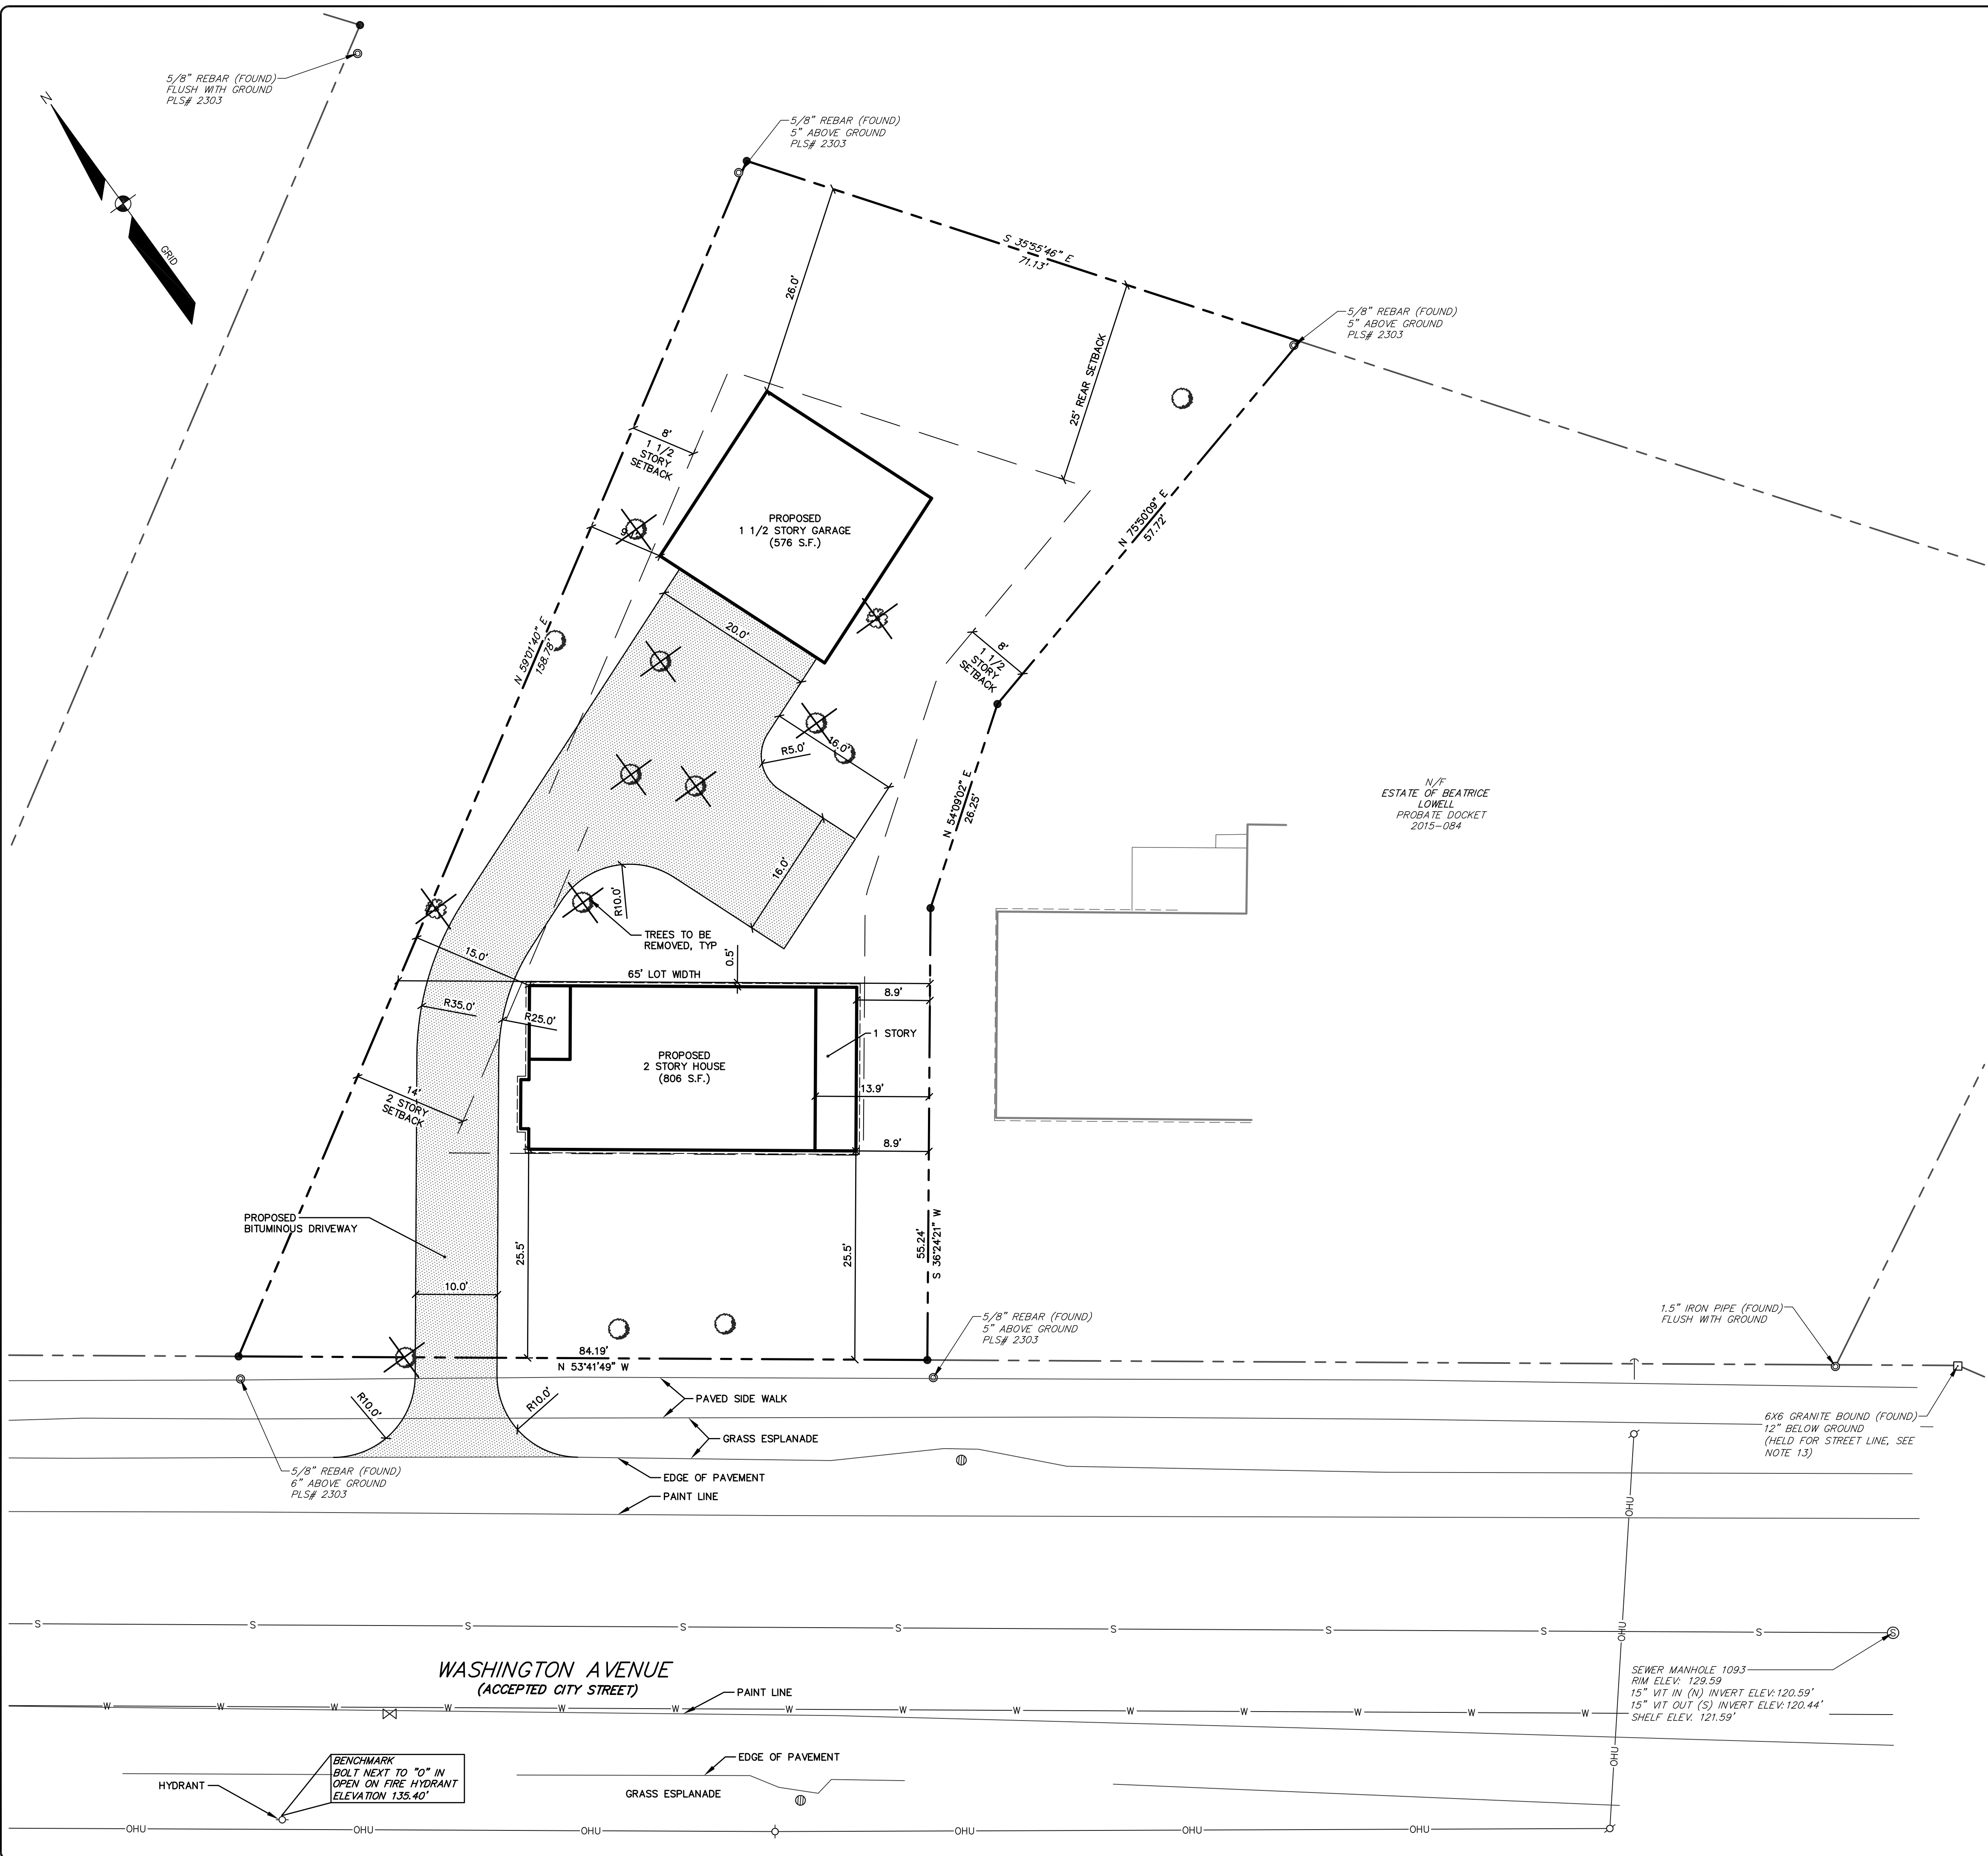 5/8" REBAR (FOUND)
FLUSH WITH GROUND
PLS# 2303
N
GRID
5/8" REBAR (FOUND)
5" ABOVE GROUND
PLS# 2303
S 35°55'46" E
71.13'
5/8" REBAR (FOUND)
5" ABOVE GROUND
PLS# 2303
26.0'
25' REAR SETBACK
8'
1 1/2
STORY
SETBACK
PROPOSED
1 1/2 STORY GARAGE
(576 S.F.)
N 75°50'09" E
57.72'
N 59°01'40" E
158.78'
20.0'
8'
1 1/2
STORY
SETBACK
16.0'
R5.0'
N 54°09'02" E
26.25'
N/F
ESTATE OF BEATRICE
LOWELL
PROBATE DOCKET
2015-084
16.0'
R10.0'
TREES TO BE
REMOVED, TYP
15.0'
0.5'
65' LOT WIDTH
8.9'
R35.0'
R25.0'
1 STORY
PROPOSED
2 STORY HOUSE
(806 S.F.)
13.9'
14'
2 STORY
SETBACK
8.9'
PROPOSED
BITUMINOUS DRIVEWAY
25.5'
25.5'
55.24'
S 36°24'21" W
10.0'
5/8" REBAR (FOUND)
5" ABOVE GROUND
PLS# 2303
1.5" IRON PIPE (FOUND)
FLUSH WITH GROUND
84.19'
N 53°41'49" W
R10.0'
R10.0'
PAVED SIDE WALK
GRASS ESPLANADE
6X6 GRANITE BOUND (FOUND)
12" BELOW GROUND
(HELD FOR STREET LINE, SEE
NOTE 13)
5/8" REBAR (FOUND)
6" ABOVE GROUND
PLS# 2303
EDGE OF PAVEMENT
PAINT LINE
OHU
OHU
OHU
S S S S S S S S S S
WASHINGTON AVENUE
(ACCEPTED CITY STREET)
SEWER MANHOLE 1093
RIM ELEV: 129.59
15" VIT IN (N) INVERT ELEV:120.59'
15" VIT OUT (S) INVERT ELEV:120.44'
SHELF ELEV. 121.59'
PAINT LINE
W W W W W W W W W W W W W W
BENCHMARK
BOLT NEXT TO "O" IN
OPEN ON FIRE HYDRANT
ELEVATION 135.40'
HYDRANT
EDGE OF PAVEMENT
GRASS ESPLANADE
OHU OHU OHU OHU OHU OHU